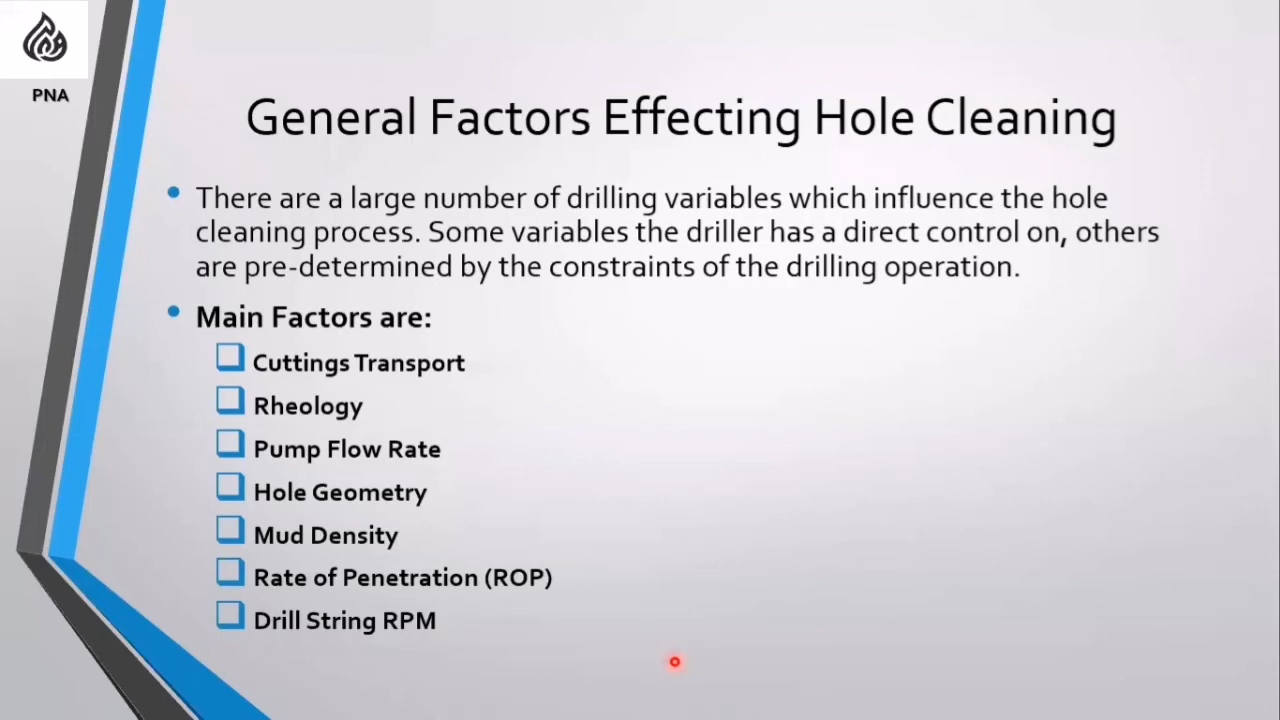 PNA
General Factors Effecting Hole Cleaning
There are a large number of drilling variables which influence the hole
cleaning process. Some variables the driller has a direct control on, others
are pre-determined by the constraints of the drilling operation.
Main Factors are:
Cuttings Transport
Rheology
Pump Flow Rate
Hole Geometry
Mud Density
Rate of Penetration (ROP)
Drill String RPM